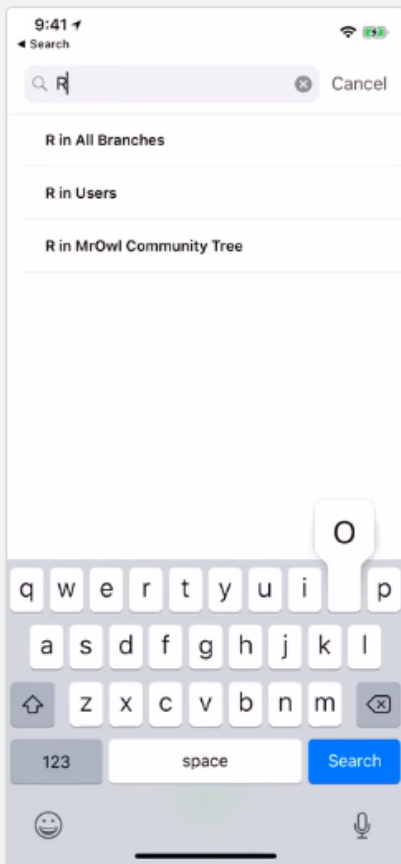 9:41
Search
R
Cancel
R in All Branches
R in Users
R in MrOwl Community Tree
O
q w e r t y u i p
a s d f g h j k l
z x c v b n m
123 space Search